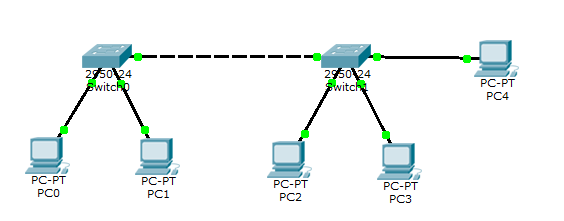 2950-24
Switch0
2950-24
Switch1
PC-PT
PC4
PC-PT
PC0
PC-PT
PC1
PC-PT
PC2
PC-PT
PC3